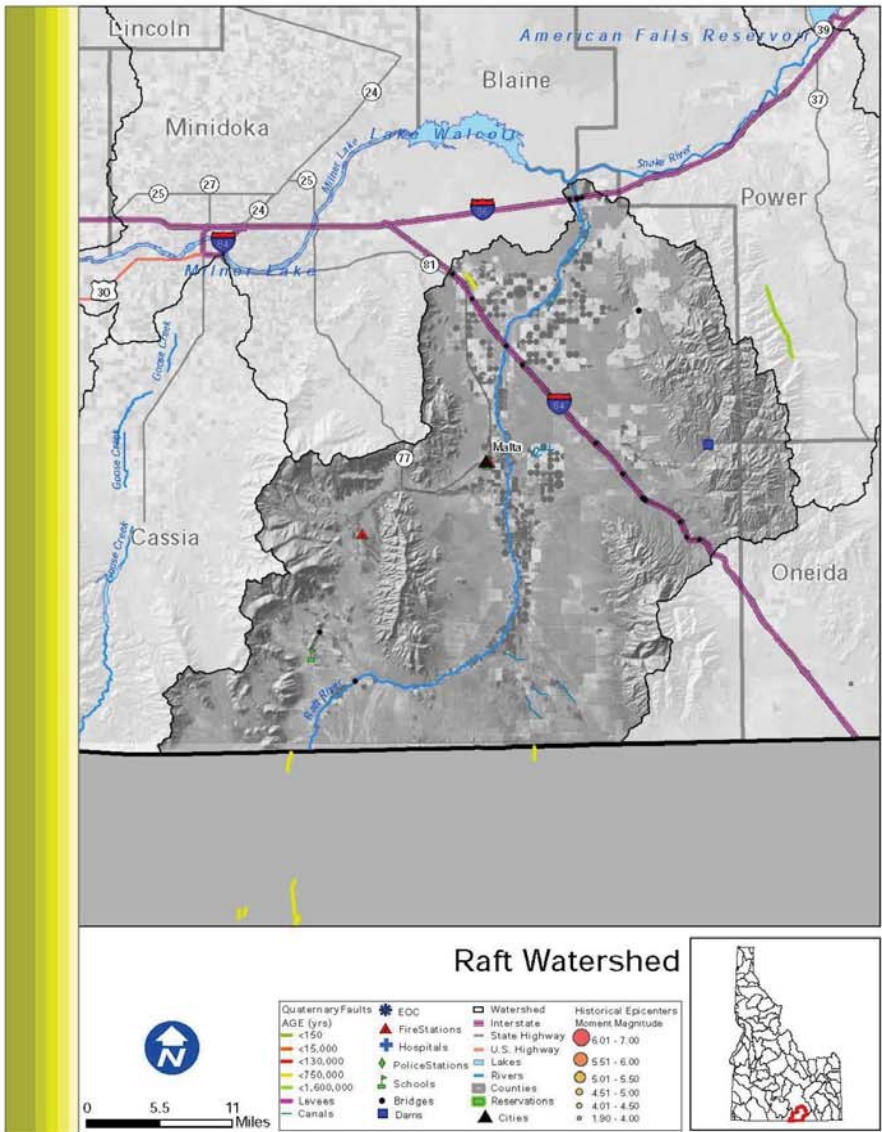 Lincoln
American Falls Reservoir
39
Blaine
24
37
Minidoka
Lake Walcott
Milner Lake
Snake River
25
27
25
24
Power
86
84
Milner Lake
81
30
Goose Creek
84
Malta
77
Goose Creek
Cassia
Goose Creek
Oneida
Raft River
Raft Watershed
N
0 5.5 11
Miles
Quaternary Faults
AGE (yrs)
<150
<15,000
<130,000
<750,000
<1,600,000
Levees
Canals
EOC
FireStations
Hospitals
PoliceStations
Schools
Bridges
Dams
Watershed
Interstate
State Highway
U.S. Highway
Lakes
Rivers
Counties
Reservations
Cities
Historical Epicenters
Moment Magnitude
6.01 - 7.00
5.51 - 6.00
5.01 - 5.50
4.51 - 5.00
4.01 - 4.50
1.90 - 4.00